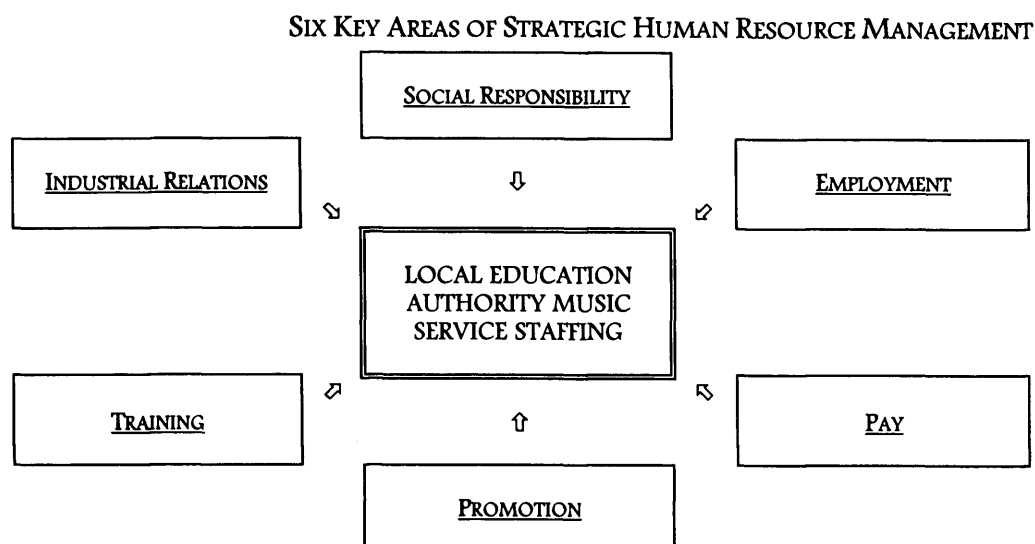 SIX KEY AREAS OF STRATEGIC HUMAN RESOURCE MANAGEMENT
SOCIAL RESPONSIBILITY
INDUSTRIAL RELATIONS
EMPLOYMENT
LOCAL EDUCATION
AUTHORITY MUSIC
SERVICE STAFFING
TRAINING
PAY
PROMOTION